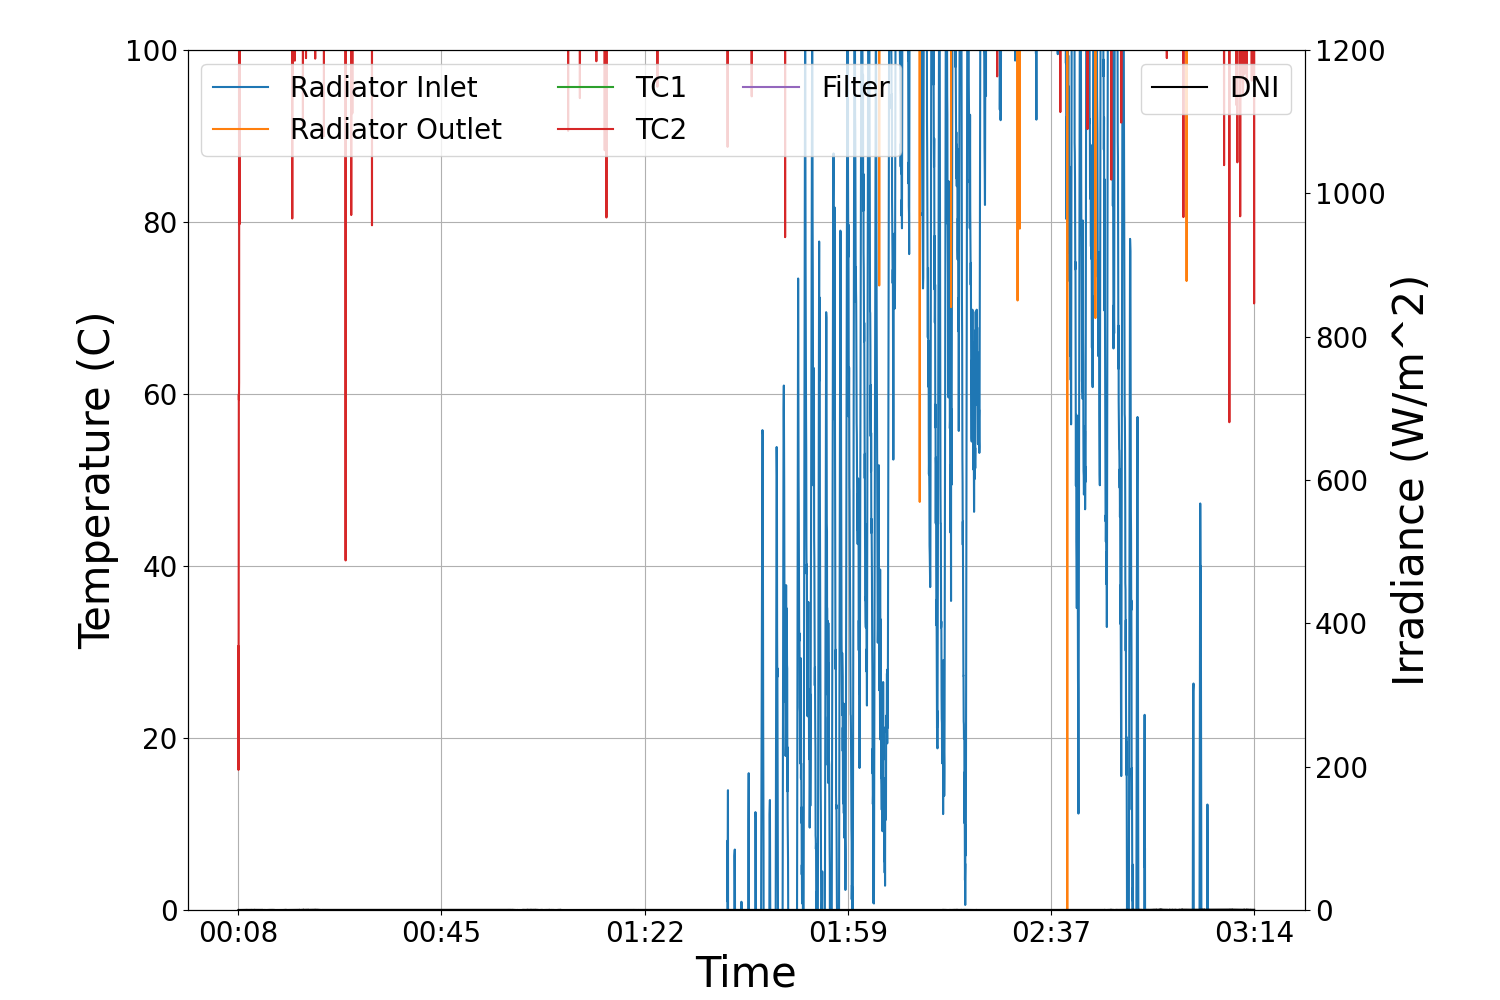 Radiator Inlet
Radiator Outlet
TC1
TC2
Filter
DNI
Temperature (C)
100
80
60
40
20
0
1200
1000
800
600
400
200
0
Irradiance (W/m^2)
00:08 00:45 01:22 01:59 02:37 03:14
Time